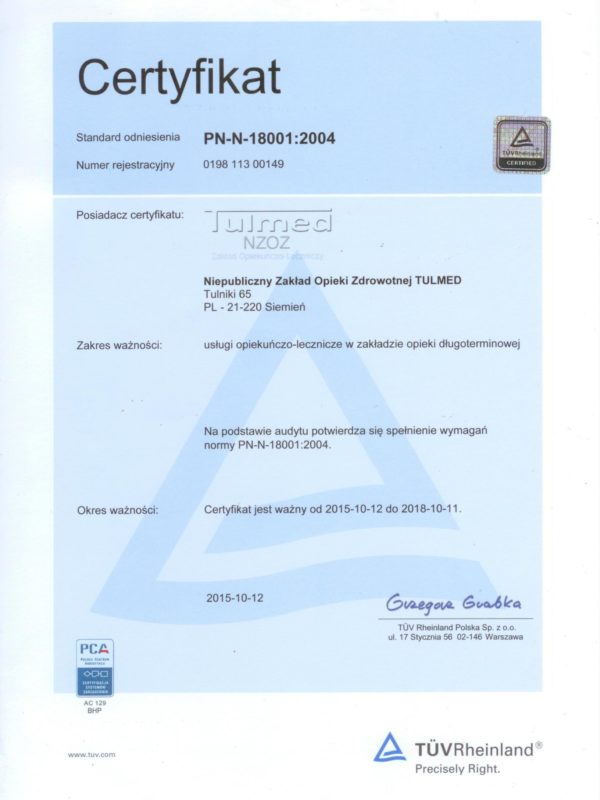 Certyfikat
Standard odniesienia PN-N-18001:2004
Numer rejestracyjny 0198 113 00149
TÜVRheinland®
CERTIFIED
Posiadacz certyfikatu: Tulmed
NZOZ
Zakład Opiekuńczo-Leczniczy
Niepubliczny Zakład Opieki Zdrowotnej TULMED
Tulniki 65
PL - 21-220 Siemień
Zakres ważności: usługi opiekuńczo-lecznicze w zakładzie opieki długoterminowej
Na podstawie audytu potwierdza się spełnienie wymagań
normy PN-N-18001:2004.
Okres ważności: Certyfikat jest ważny od 2015-10-12 do 2018-10-11.
2015-10-12
Grzegorz Grabka
TÜV Rheinland Polska Sp. z o.o.
ul. 17 Stycznia 56 02-146 Warszawa
PCA
POLSKIE CENTRUM
AKREDYTACJI
CERTYFIKACJA
SYSTEMÓW
ZARZĄDZANIA
AC 129
BHP
www.tuv.com
TÜVRheinland®
Precisely Right.